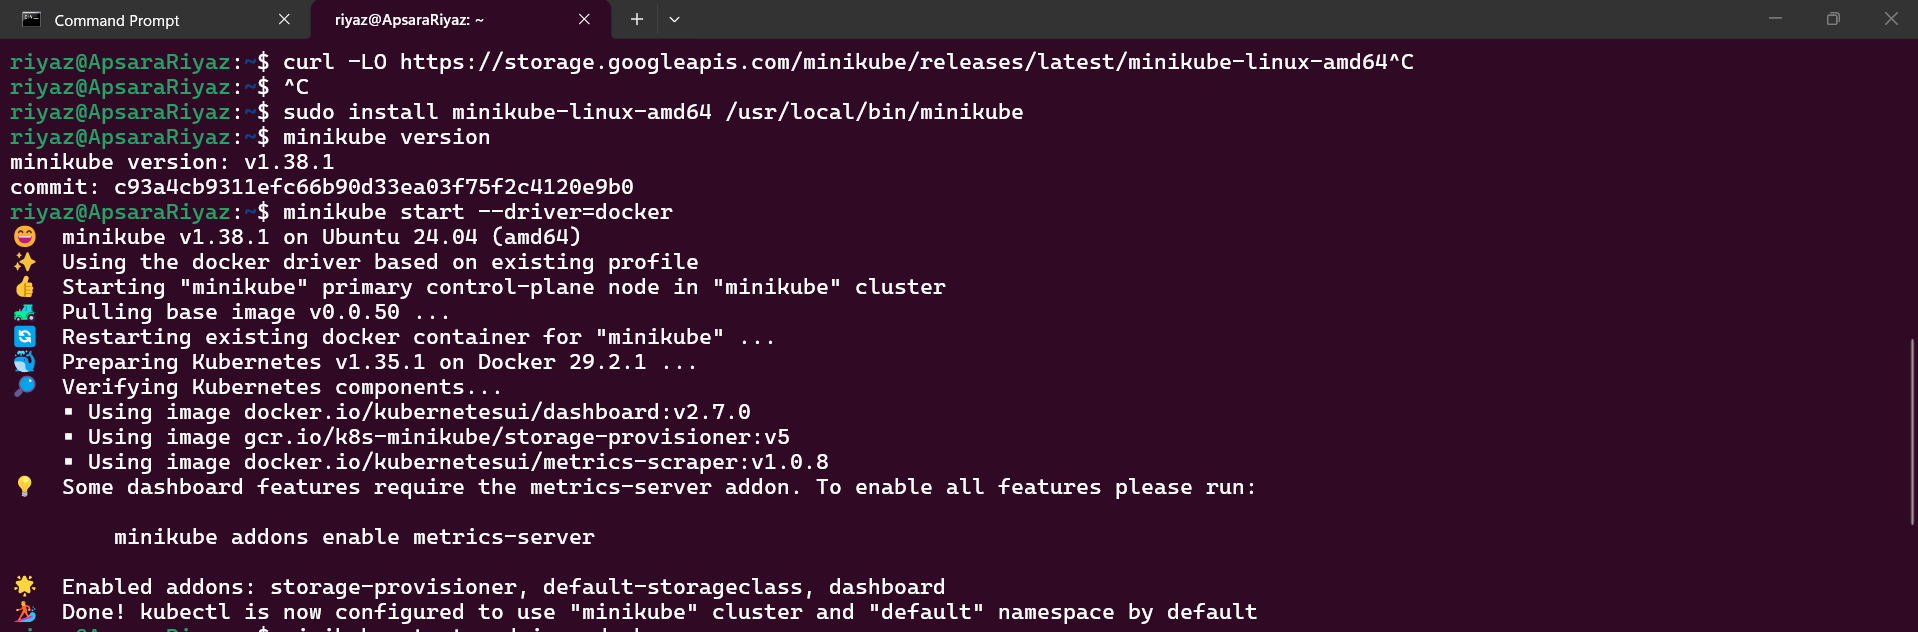 Command Prompt
riyaz@ApsaraRiyaz: ~
riyaz@ApsaraRiyaz:~$ curl -LO https://storage.googleapis.com/minikube/releases/latest/minikube-linux-amd64^C
riyaz@ApsaraRiyaz:~$ ^C
riyaz@ApsaraRiyaz:~$ sudo install minikube-linux-amd64 /usr/local/bin/minikube
riyaz@ApsaraRiyaz:~$ minikube version
minikube version: v1.38.1
commit: c93a4cb9311efc66b90d33ea03f75f2c4120e9b0
riyaz@ApsaraRiyaz:~$ minikube start --driver=docker
😄  minikube v1.38.1 on Ubuntu 24.04 (amd64)
✨  Using the docker driver based on existing profile
👍  Starting "minikube" primary control-plane node in "minikube" cluster
🚜  Pulling base image v0.0.50 ...
🔄  Restarting existing docker container for "minikube" ...
🐳  Preparing Kubernetes v1.35.1 on Docker 29.2.1 ...
🔎  Verifying Kubernetes components...
▪ Using image docker.io/kubernetesui/dashboard:v2.7.0
▪ Using image gcr.io/k8s-minikube/storage-provisioner:v5
▪ Using image docker.io/kubernetesui/metrics-scraper:v1.0.8
💡  Some dashboard features require the metrics-server addon. To enable all features please run:
minikube addons enable metrics-server
🌟  Enabled addons: storage-provisioner, default-storageclass, dashboard
🏄  Done! kubectl is now configured to use "minikube" cluster and "default" namespace by default